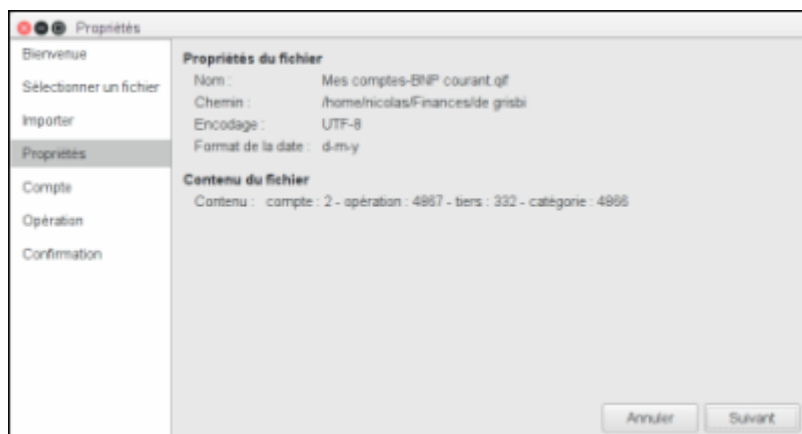 Propriétés
Bienvenue
Sélectionner un fichier
Importer
Propriétés
Compte
Opération
Confirmation
Propriétés du fichier
Nom : Mes comptes-BNP courant.qif
Chemin : /home/nicolas/Finances/de grisbi
Encodage : UTF-8
Format de la date : d-m-y
Contenu du fichier
Contenu : compte : 2 - opération : 4867 - tiers : 332 - catégorie : 4866
Annuler
Suivant